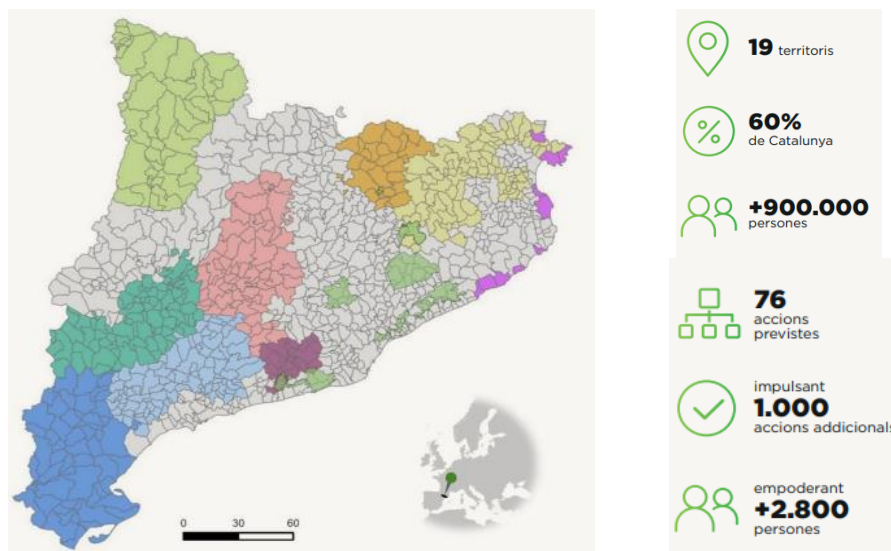 19 territoris
60%
de Catalunya
+900.000
persones
76
accions
previstes
impulsant
1.000
accions addicionals
empoderant
+2.800
persones
0 30 60